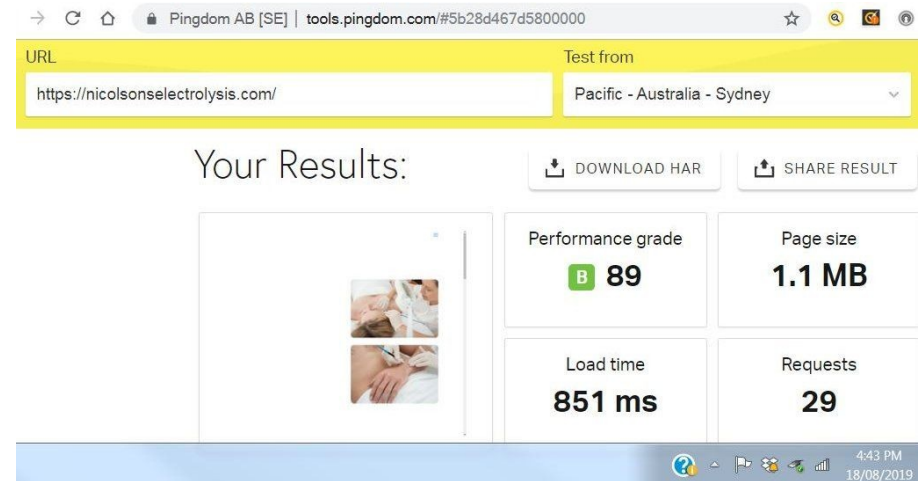 Pingdom AB [SE] | tools.pingdom.com/#5b28d467d5800000
URL
Test from
https://nicolsonselectrolysis.com/
Pacific - Australia - Sydney
Your Results:
DOWNLOAD HAR
SHARE RESULT
Performance grade
B 89
Page size
1.1 MB
Load time
851 ms
Requests
29
4:43 PM
18/08/2019